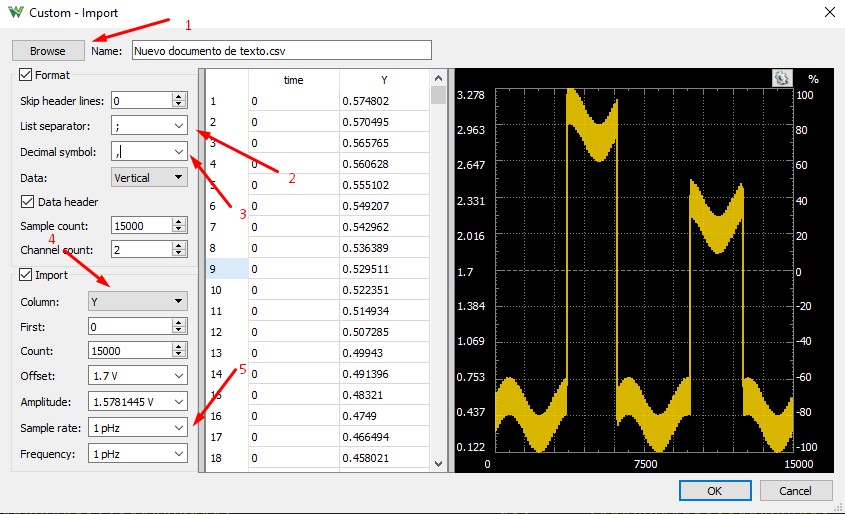 Custom - Import
1
Browse Name: Nuevo documento de texto.csv
Format
Skip header lines: 0
List separator: ;
Decimal symbol: ,
Data: Vertical
Data header
Sample count: 15000
Channel count: 2
4
Import
Column: Y
First: 0
Count: 15000
Offset: 1.7 V
Amplitude: 1.5781445 V
Sample rate: 1 pHz
Frequency: 1 pHz
2
3
5
time Y
1 0 0.574802
2 0 0.570495
3 0 0.565765
4 0 0.560628
5 0 0.555102
6 0 0.549207
7 0 0.542962
8 0 0.536389
9 0 0.529511
10 0 0.522351
11 0 0.514934
12 0 0.507285
13 0 0.49943
14 0 0.491396
15 0 0.48321
16 0 0.4749
17 0 0.466494
18 0 0.458021
%
3.278 100
2.963 80
2.647 60
2.331 40
2.016 20
1.7 0
1.384 -20
1.069 -40
0.753 -60
0.437 -80
0.122 -100
0 7500 15000
OK Cancel